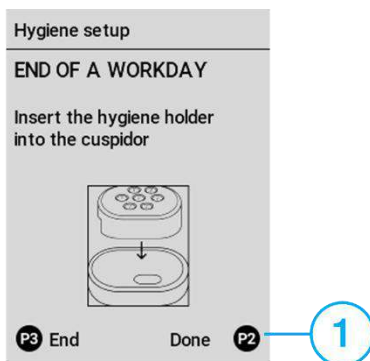 Hygiene setup
END OF A WORKDAY
Insert the hygiene holder
into the cuspidor
P3 End Done P2
1